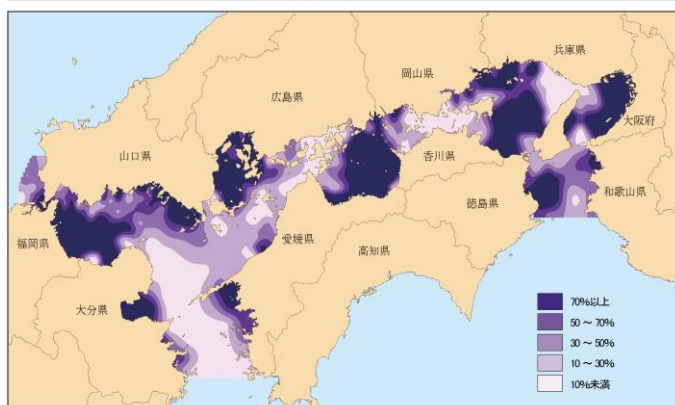 兵庫県
岡山県
広島県
大阪府
山口県
香川県
和歌山県
徳島県
福岡県
愛媛県
高知県
大分県
70%以上
50～70%
30～50%
10～30%
10%未満